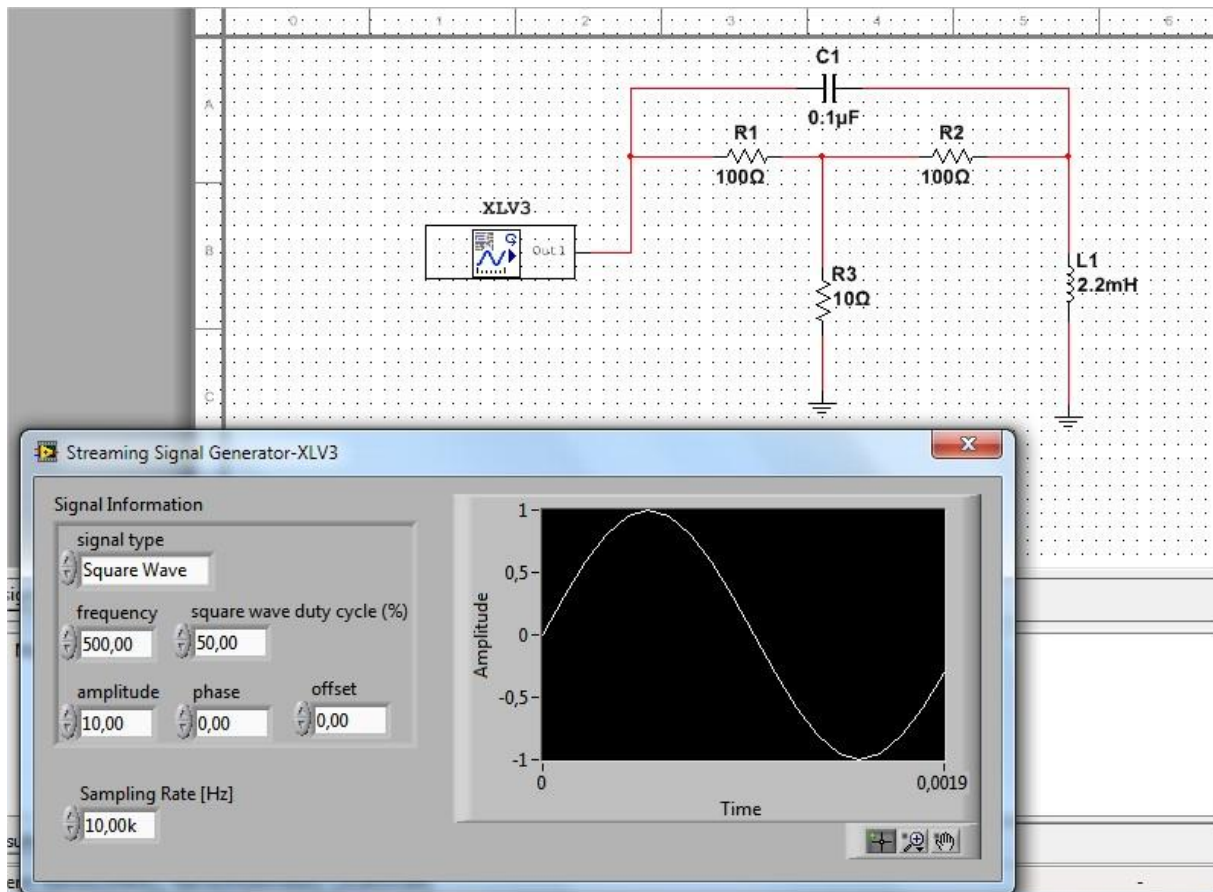 0 1 2 3 4 5 6
A
B
C
C1
0.1µF
R1
100Ω
R2
100Ω
XLV3
Out1
R3
10Ω
L1
2.2mH
Streaming Signal Generator-XLV3
Signal Information
signal type
Square Wave
frequency square wave duty cycle (%)
500,00 50,00
amplitude phase offset
10,00 0,00 0,00
Sampling Rate [Hz]
10,00k
Amplitude
1
0,5
0
-0,5
-1
0 0,0019
Time